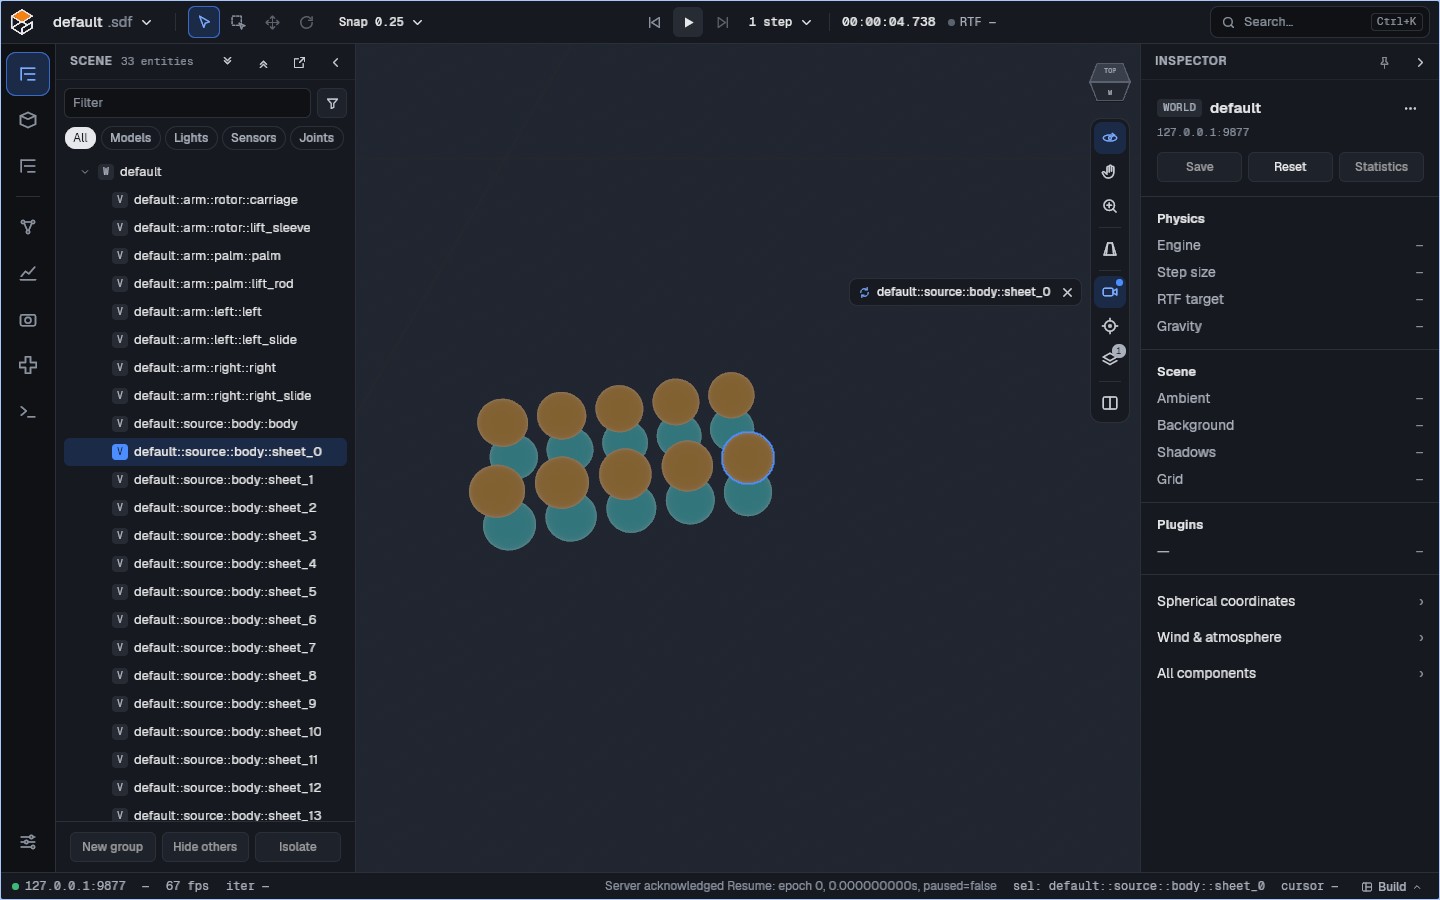 default .sdf
Snap 0.25
1 step
00:00:04.738
RTF –
Search...
Ctrl+K
SCENE 33 entities
Filter
All
Models
Lights
Sensors
Joints
W default
V default::arm::rotor::carriage
V default::arm::rotor::lift_sleeve
V default::arm::palm::palm
V default::arm::palm::lift_rod
V default::arm::left::left
V default::arm::left::left_slide
V default::arm::right::right
V default::arm::right::right_slide
V default::source::body::body
V default::source::body::sheet_0
V default::source::body::sheet_1
V default::source::body::sheet_2
V default::source::body::sheet_3
V default::source::body::sheet_4
V default::source::body::sheet_5
V default::source::body::sheet_6
V default::source::body::sheet_7
V default::source::body::sheet_8
V default::source::body::sheet_9
V default::source::body::sheet_10
V default::source::body::sheet_11
V default::source::body::sheet_12
V default::source::body::sheet_13
New group
Hide others
Isolate
TOP
default::source::body::sheet_0
1
INSPECTOR
WORLD default
127.0.0.1:9877
Save
Reset
Statistics
Physics
Engine –
Step size –
RTF target –
Gravity –
Scene
Ambient –
Background –
Shadows –
Grid –
Plugins
— –
Spherical coordinates
Wind & atmosphere
All components
127.0.0.1:9877 – 67 fps iter –
Server acknowledged Resume: epoch 0, 0.000000000s, paused=false
sel: default::source::body::sheet_0
cursor –
Build